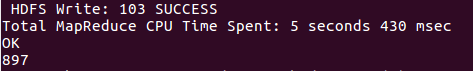 HDFS Write: 103 SUCCESS
Total MapReduce CPU Time Spent: 5 seconds 430 msec
OK
897